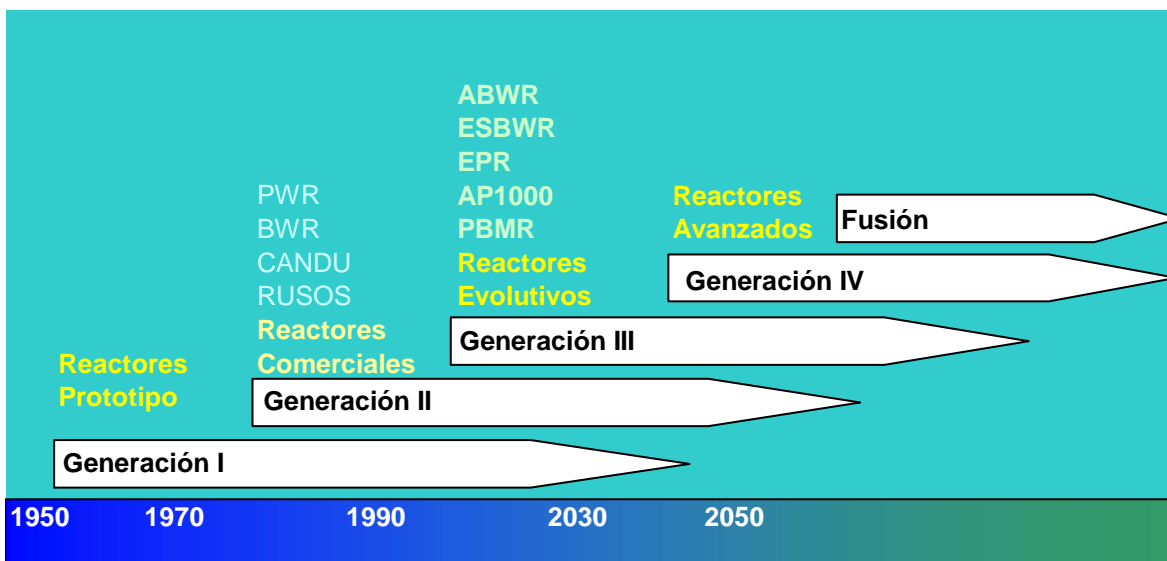 ABWR
ESBWR
EPR
AP1000
PBMR
Reactores
Evolutivos
PWR
BWR
CANDU
RUSOS
Reactores
Comerciales
Reactores
Avanzados
Fusión
Generación IV
Generación III
Reactores
Prototipo
Generación II
Generación I
1950 1970 1990 2030 2050